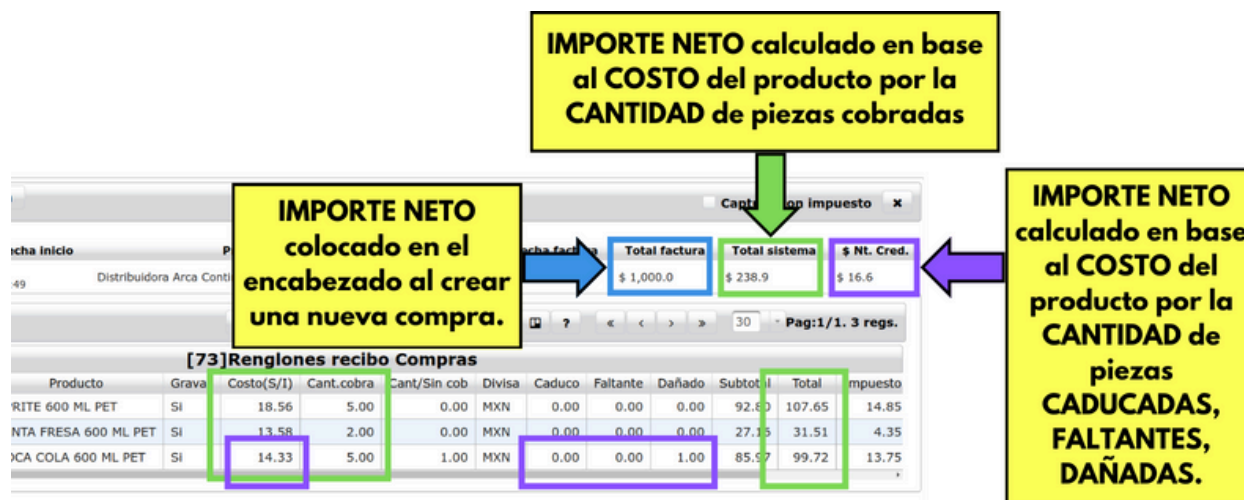 IMPORTE NETO calculado en base
al COSTO del producto por la
CANTIDAD de piezas cobradas
IMPORTE NETO
colocado en el
encabezado al crear
una nueva compra.
IMPORTE NETO
calculado en base
al COSTO del
producto por la
CANTIDAD de
piezas
CADUCADAS,
FALTANTES,
DAÑADAS.
impuesto
inicio Total factura Total sistema $ Nt. Cred.
:49 Distribuidora Arca $ 1,000.0 $ 238.9 $ 16.6
? « < > » 30 Pag:1/1. 3 regs.
[73]Renglones recibo Compras
Producto Grava Costo(S/I) Cant.cobra Cant/Sin cob Divisa Caduco Faltante Dañado Subtotal Total mpuesto
RITE 600 ML PET Si 18.56 5.00 0.00 MXN 0.00 0.00 0.00 92.80 107.65 14.85
NTA FRESA 600 ML PET Si 13.58 2.00 0.00 MXN 0.00 0.00 0.00 27.16 31.51 4.35
OCA COLA 600 ML PET Si 14.33 5.00 1.00 MXN 0.00 0.00 1.00 85.97 99.72 13.75